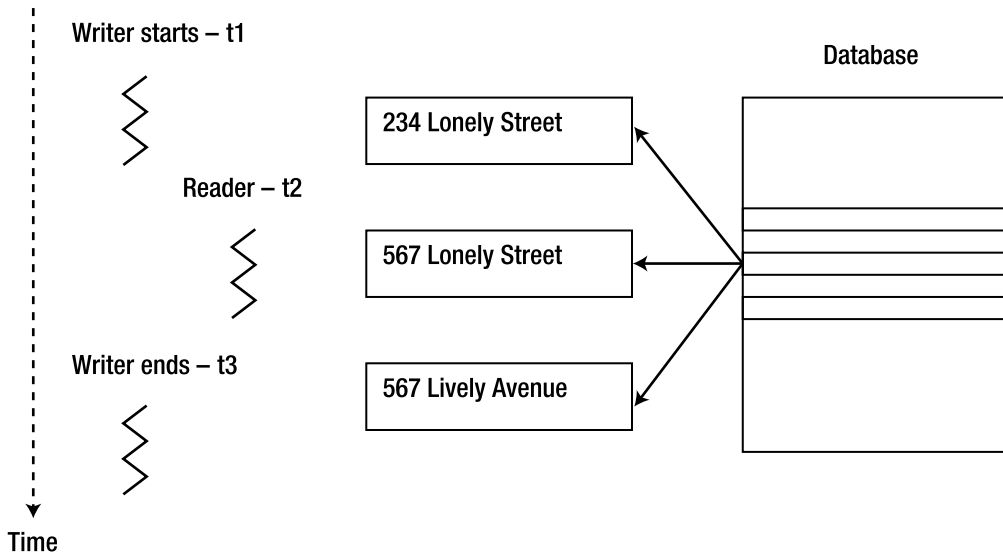 Writer starts – t1
Database
234 Lonely Street
Reader – t2
567 Lonely Street
Writer ends – t3
567 Lively Avenue
Time